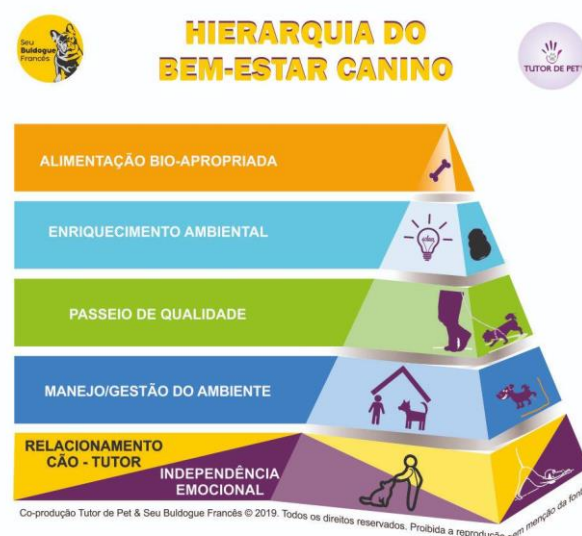 Seu
Buldogue
Francês
HIERARQUIA DO
BEM-ESTAR CANINO
TUTOR DE PET
ALIMENTAÇÃO BIO-APROPRIADA
ENRIQUECIMENTO AMBIENTAL
PASSEIO DE QUALIDADE
MANEJO/GESTÃO DO AMBIENTE
RELACIONAMENTO
CÃO - TUTOR
INDEPENDÊNCIA
EMOCIONAL
Co-produção Tutor de Pet & Seu Buldogue Francês © 2019. Todos os direitos reservados. Proibida a reprodução sem menção da fonte